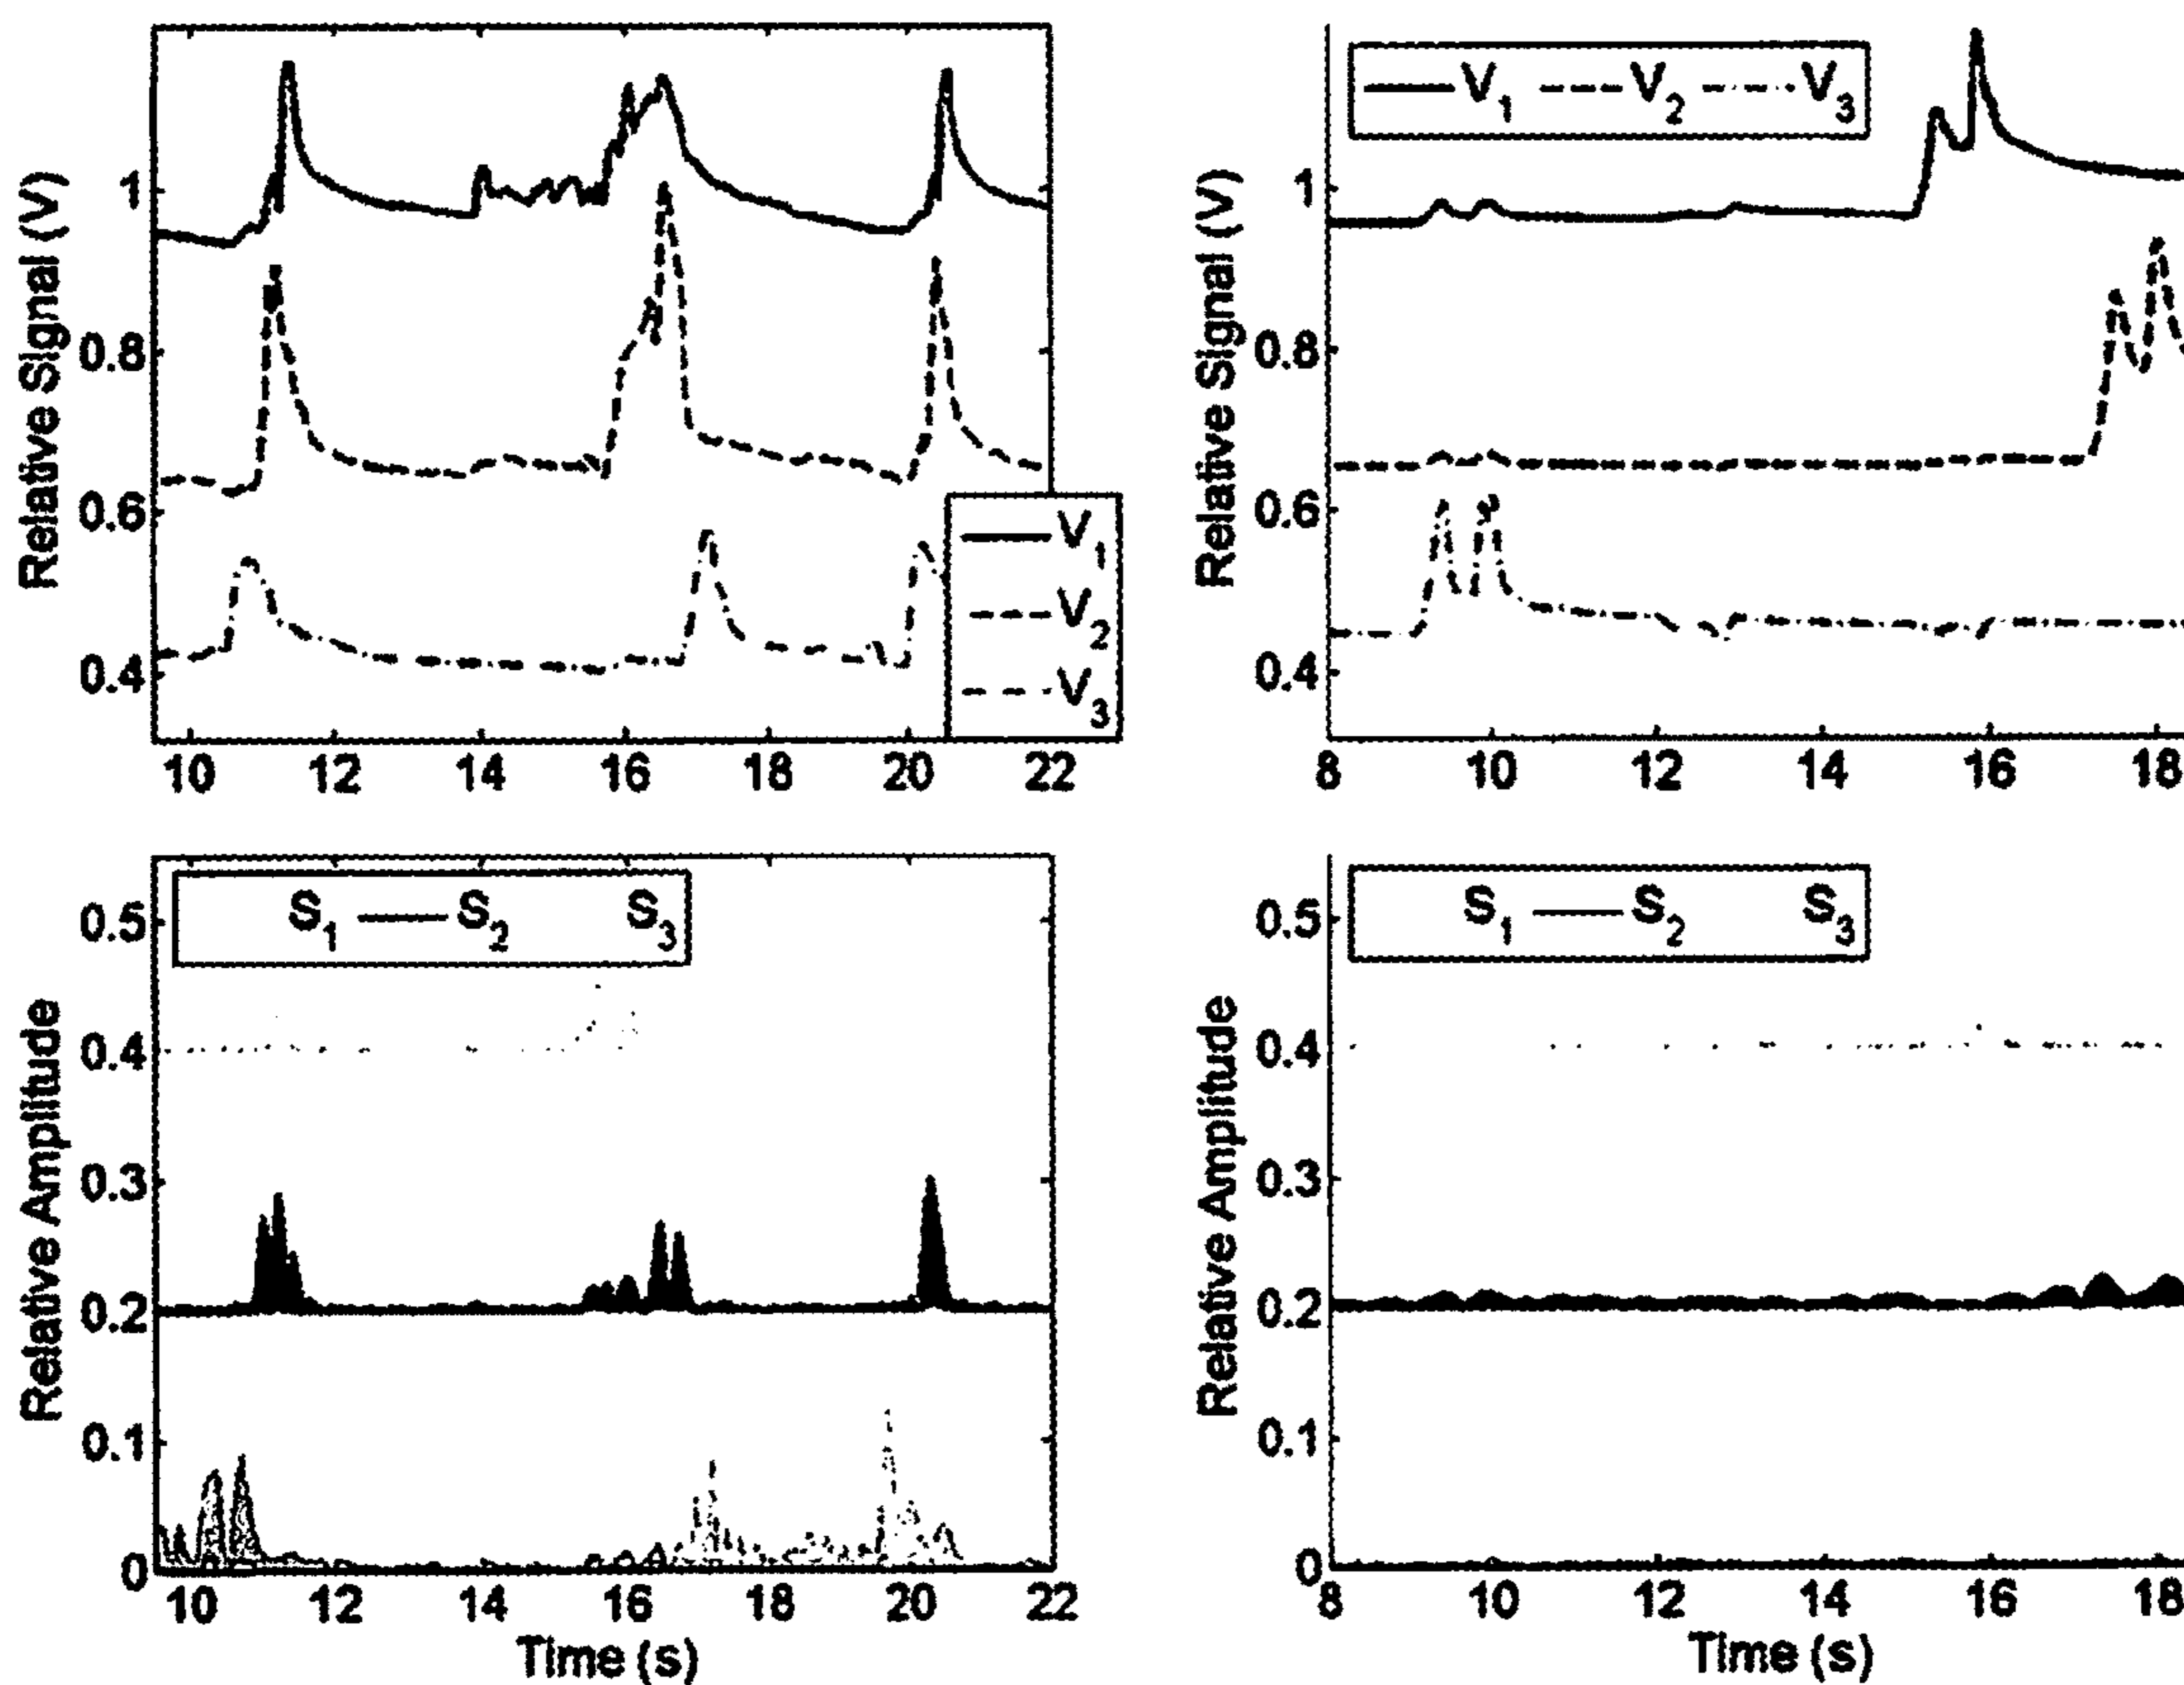 Relative Signal (V)
1
0.8
0.6
0.4
10 12 14 16 18 20 22
V1
V2
V3
Relative Signal (V)
1
0.8
0.6
0.4
8 10 12 14 16 18
V1 V2 V3
Relative Amplitude
0.5
0.4
0.3
0.2
0.1
0
10 12 14 16 18 20 22
Time (s)
S1 S2 S3
Relative Amplitude
0.5
0.4
0.3
0.2
0.1
0
8 10 12 14 16 18
Time (s)
S1 S2 S3